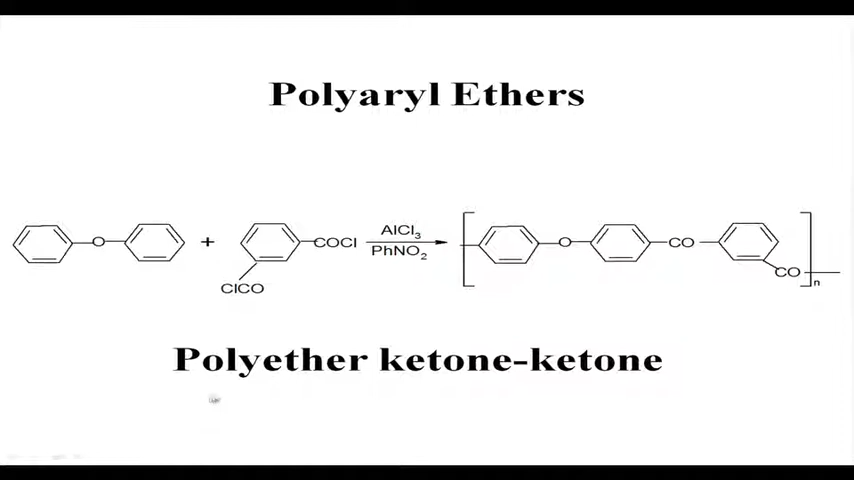 Polyaryl Ethers
O + COCl ClCO AlCl3 PhNO2 O CO CO n
Polyether ketone-ketone